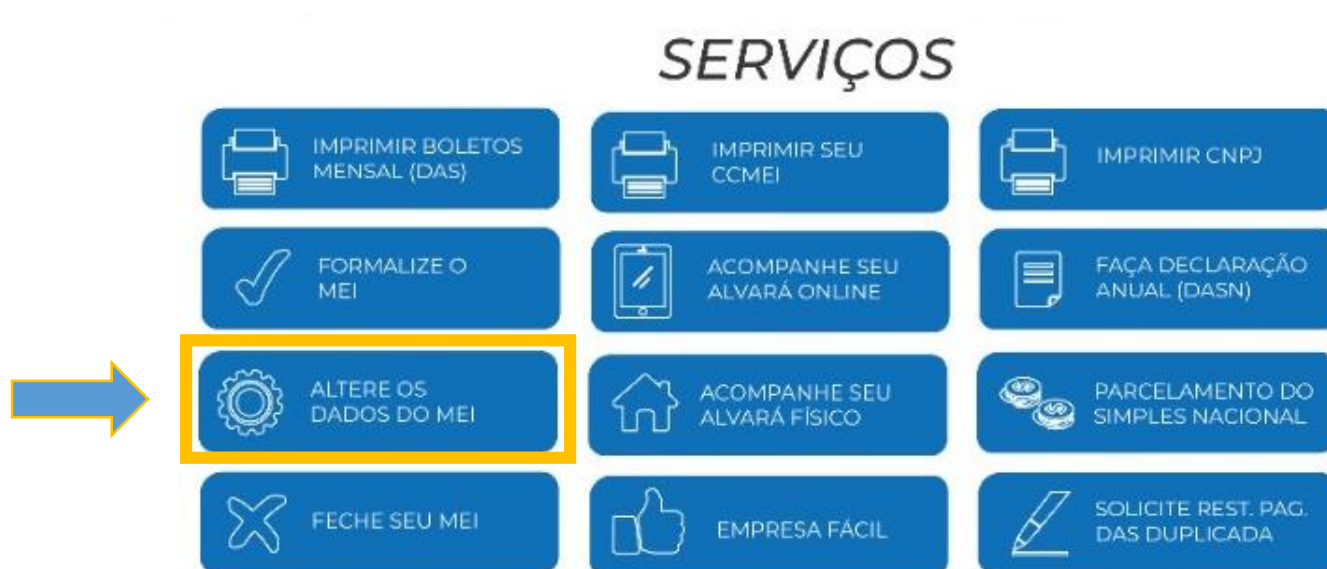 SERVIÇOS
IMPRIMIR BOLETOS
MENSAL (DAS)
IMPRIMIR SEU
CCMEI
IMPRIMIR CNPJ
FORMALIZE O
MEI
ACOMPANHE SEU
ALVARÁ ONLINE
FAÇA DECLARAÇÃO
ANUAL (DASN)
ALTERE OS
DADOS DO MEI
ACOMPANHE SEU
ALVARÁ FÍSICO
PARCELAMENTO DO
SIMPLES NACIONAL
FECHE SEU MEI
EMPRESA FÁCIL
SOLICITE REST. PAG.
DAS DUPLICADA